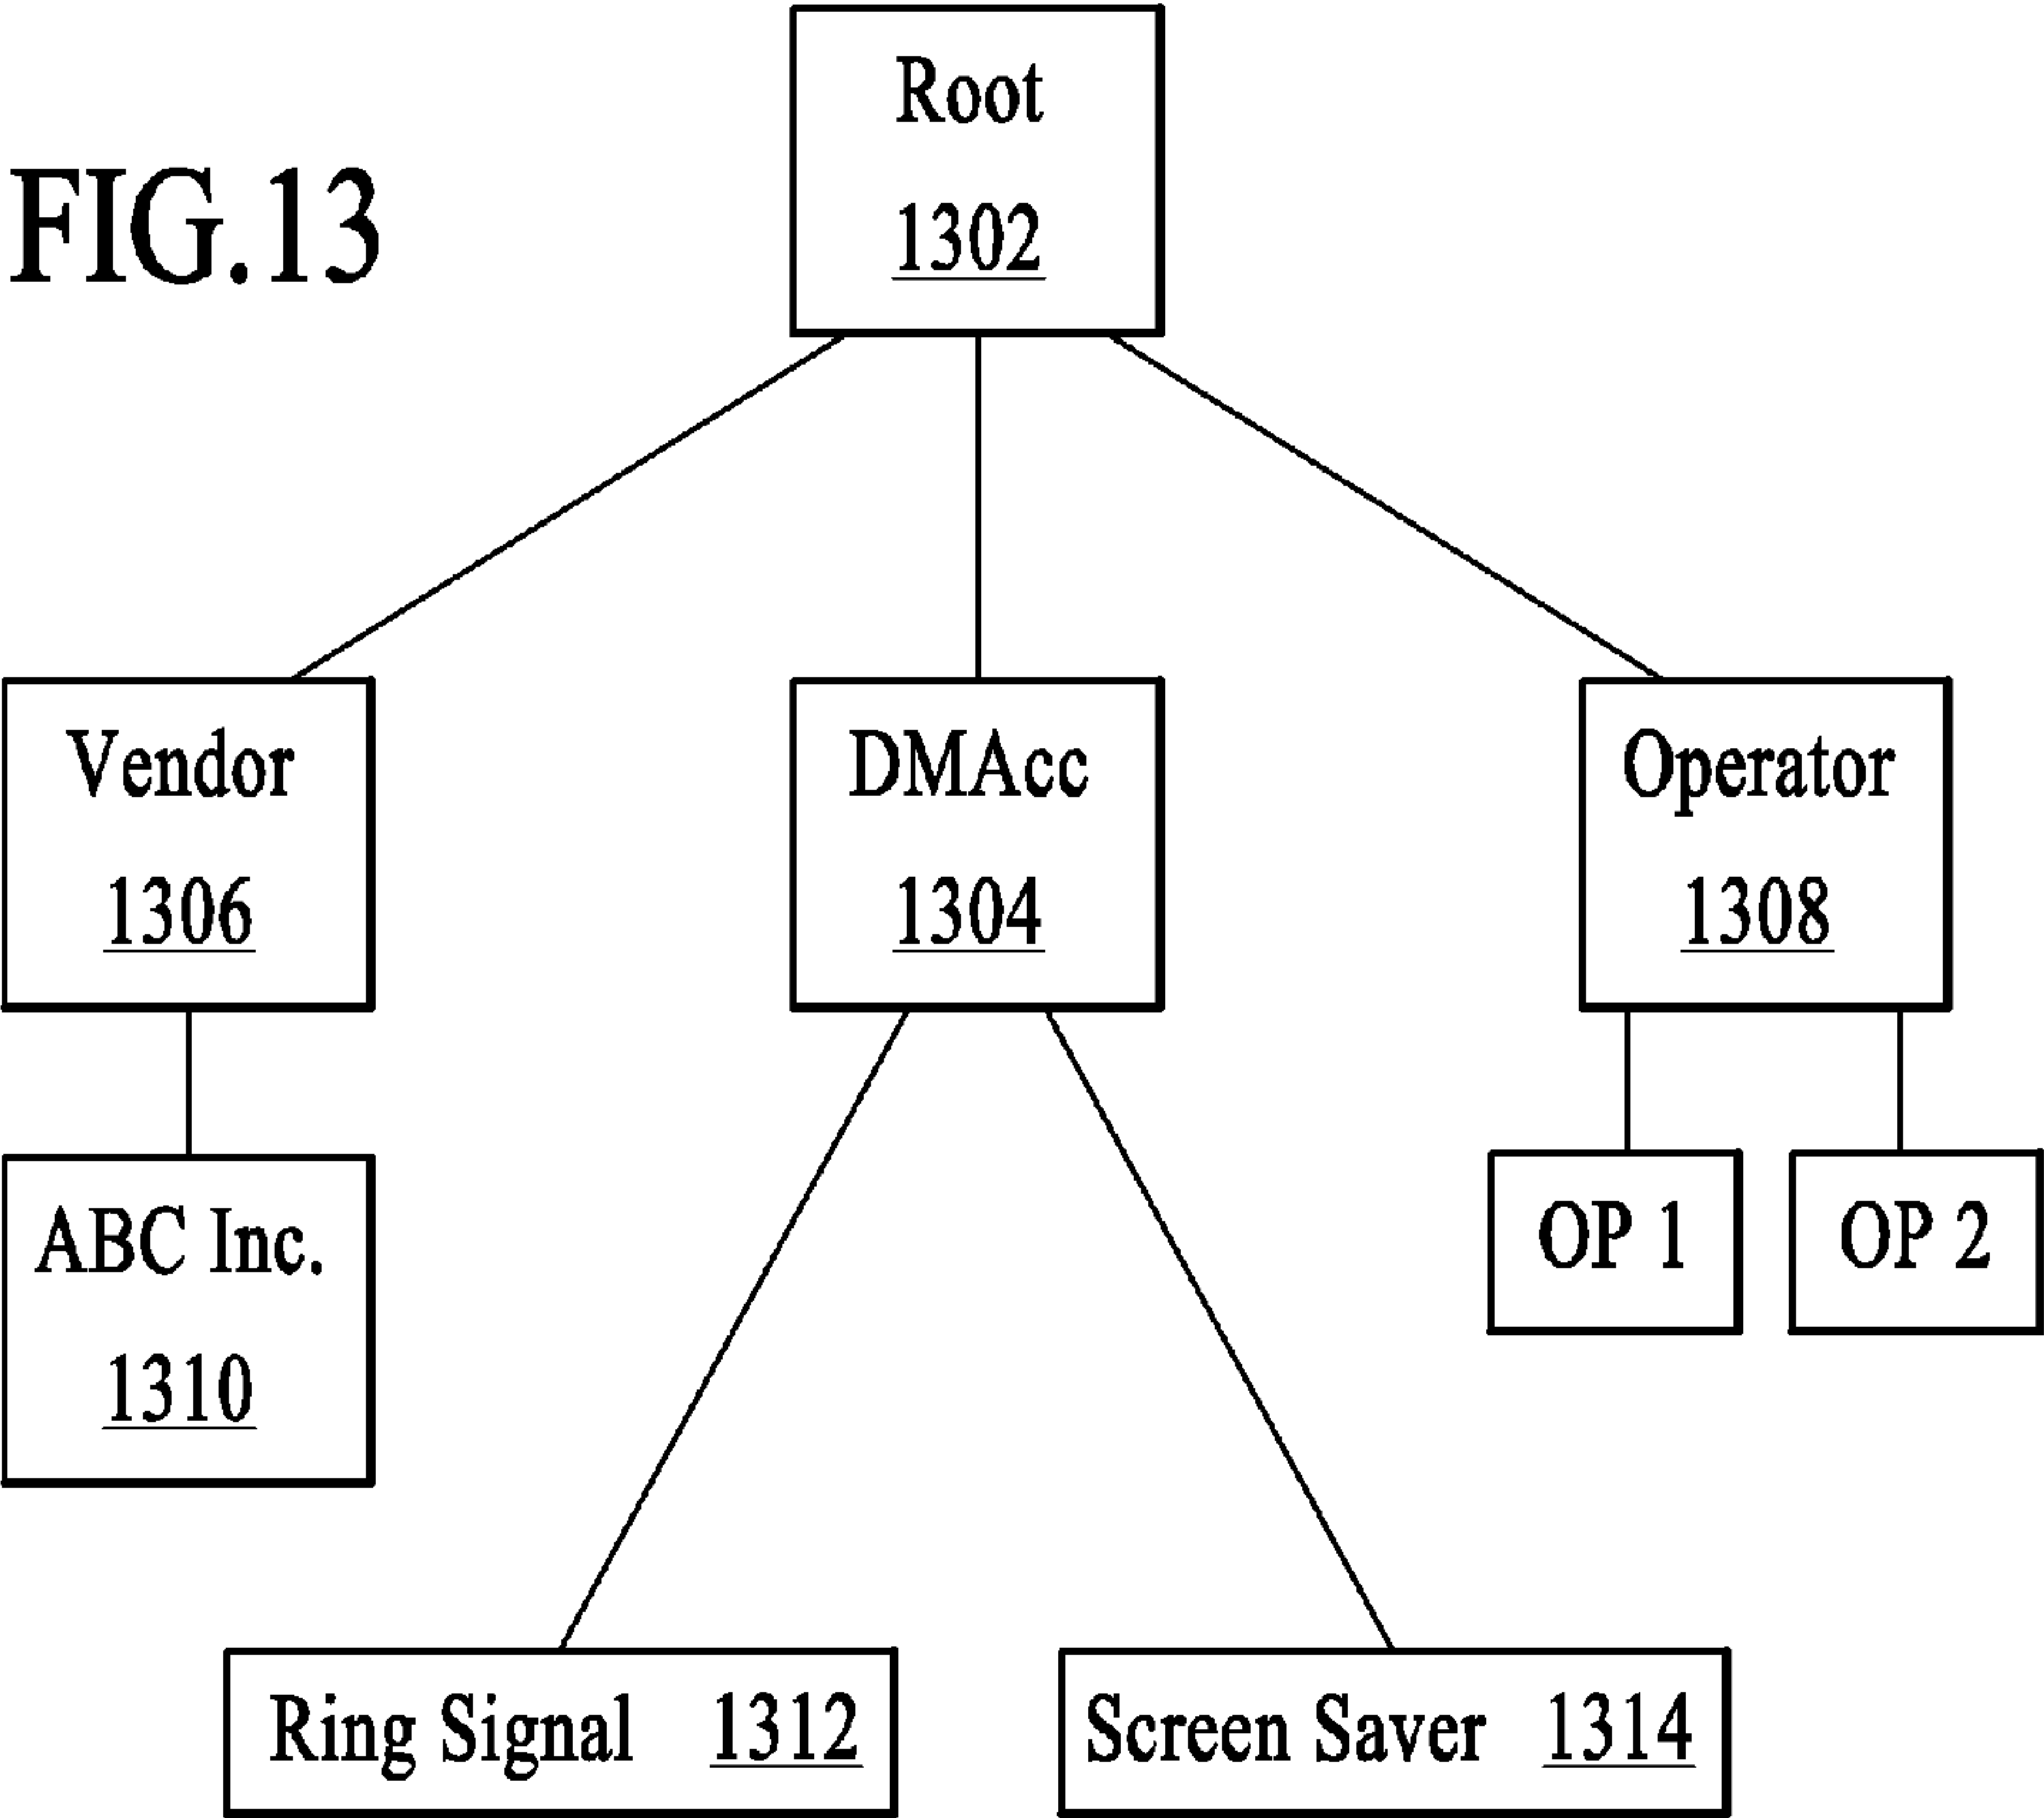 FIG.13
Root
1302
Vendor
1306
DMAcc
1304
Operator
1308
ABC Inc.
1310
OP 1
OP 2
Ring Signal 1312
Screen Saver 1314